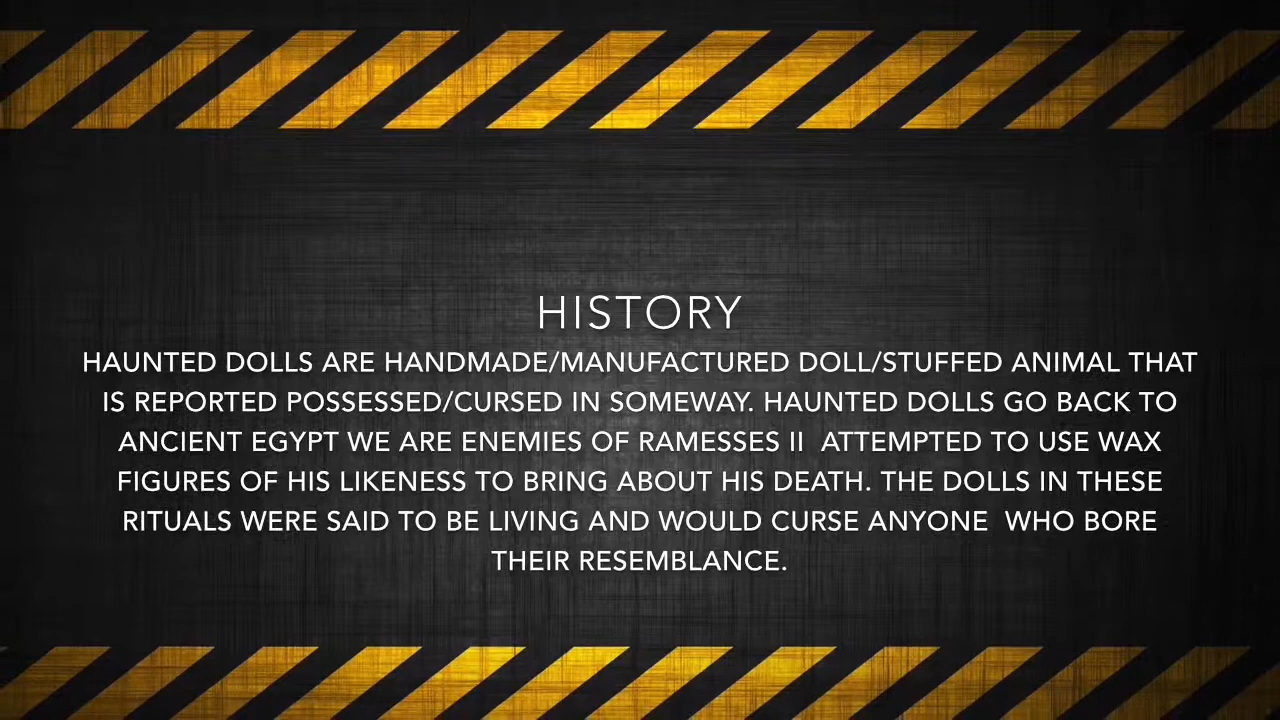 HISTORY
HAUNTED DOLLS ARE HANDMADE/MANUFACTURED DOLL/STUFFED ANIMAL THAT
IS REPORTED POSSESSED/CURSED IN SOMEWAY. HAUNTED DOLLS GO BACK TO
ANCIENT EGYPT WE ARE ENEMIES OF RAMESSES II  ATTEMPTED TO USE WAX
FIGURES OF HIS LIKENESS TO BRING ABOUT HIS DEATH. THE DOLLS IN THESE
RITUALS WERE SAID TO BE LIVING AND WOULD CURSE ANYONE  WHO BORE
THEIR RESEMBLANCE.